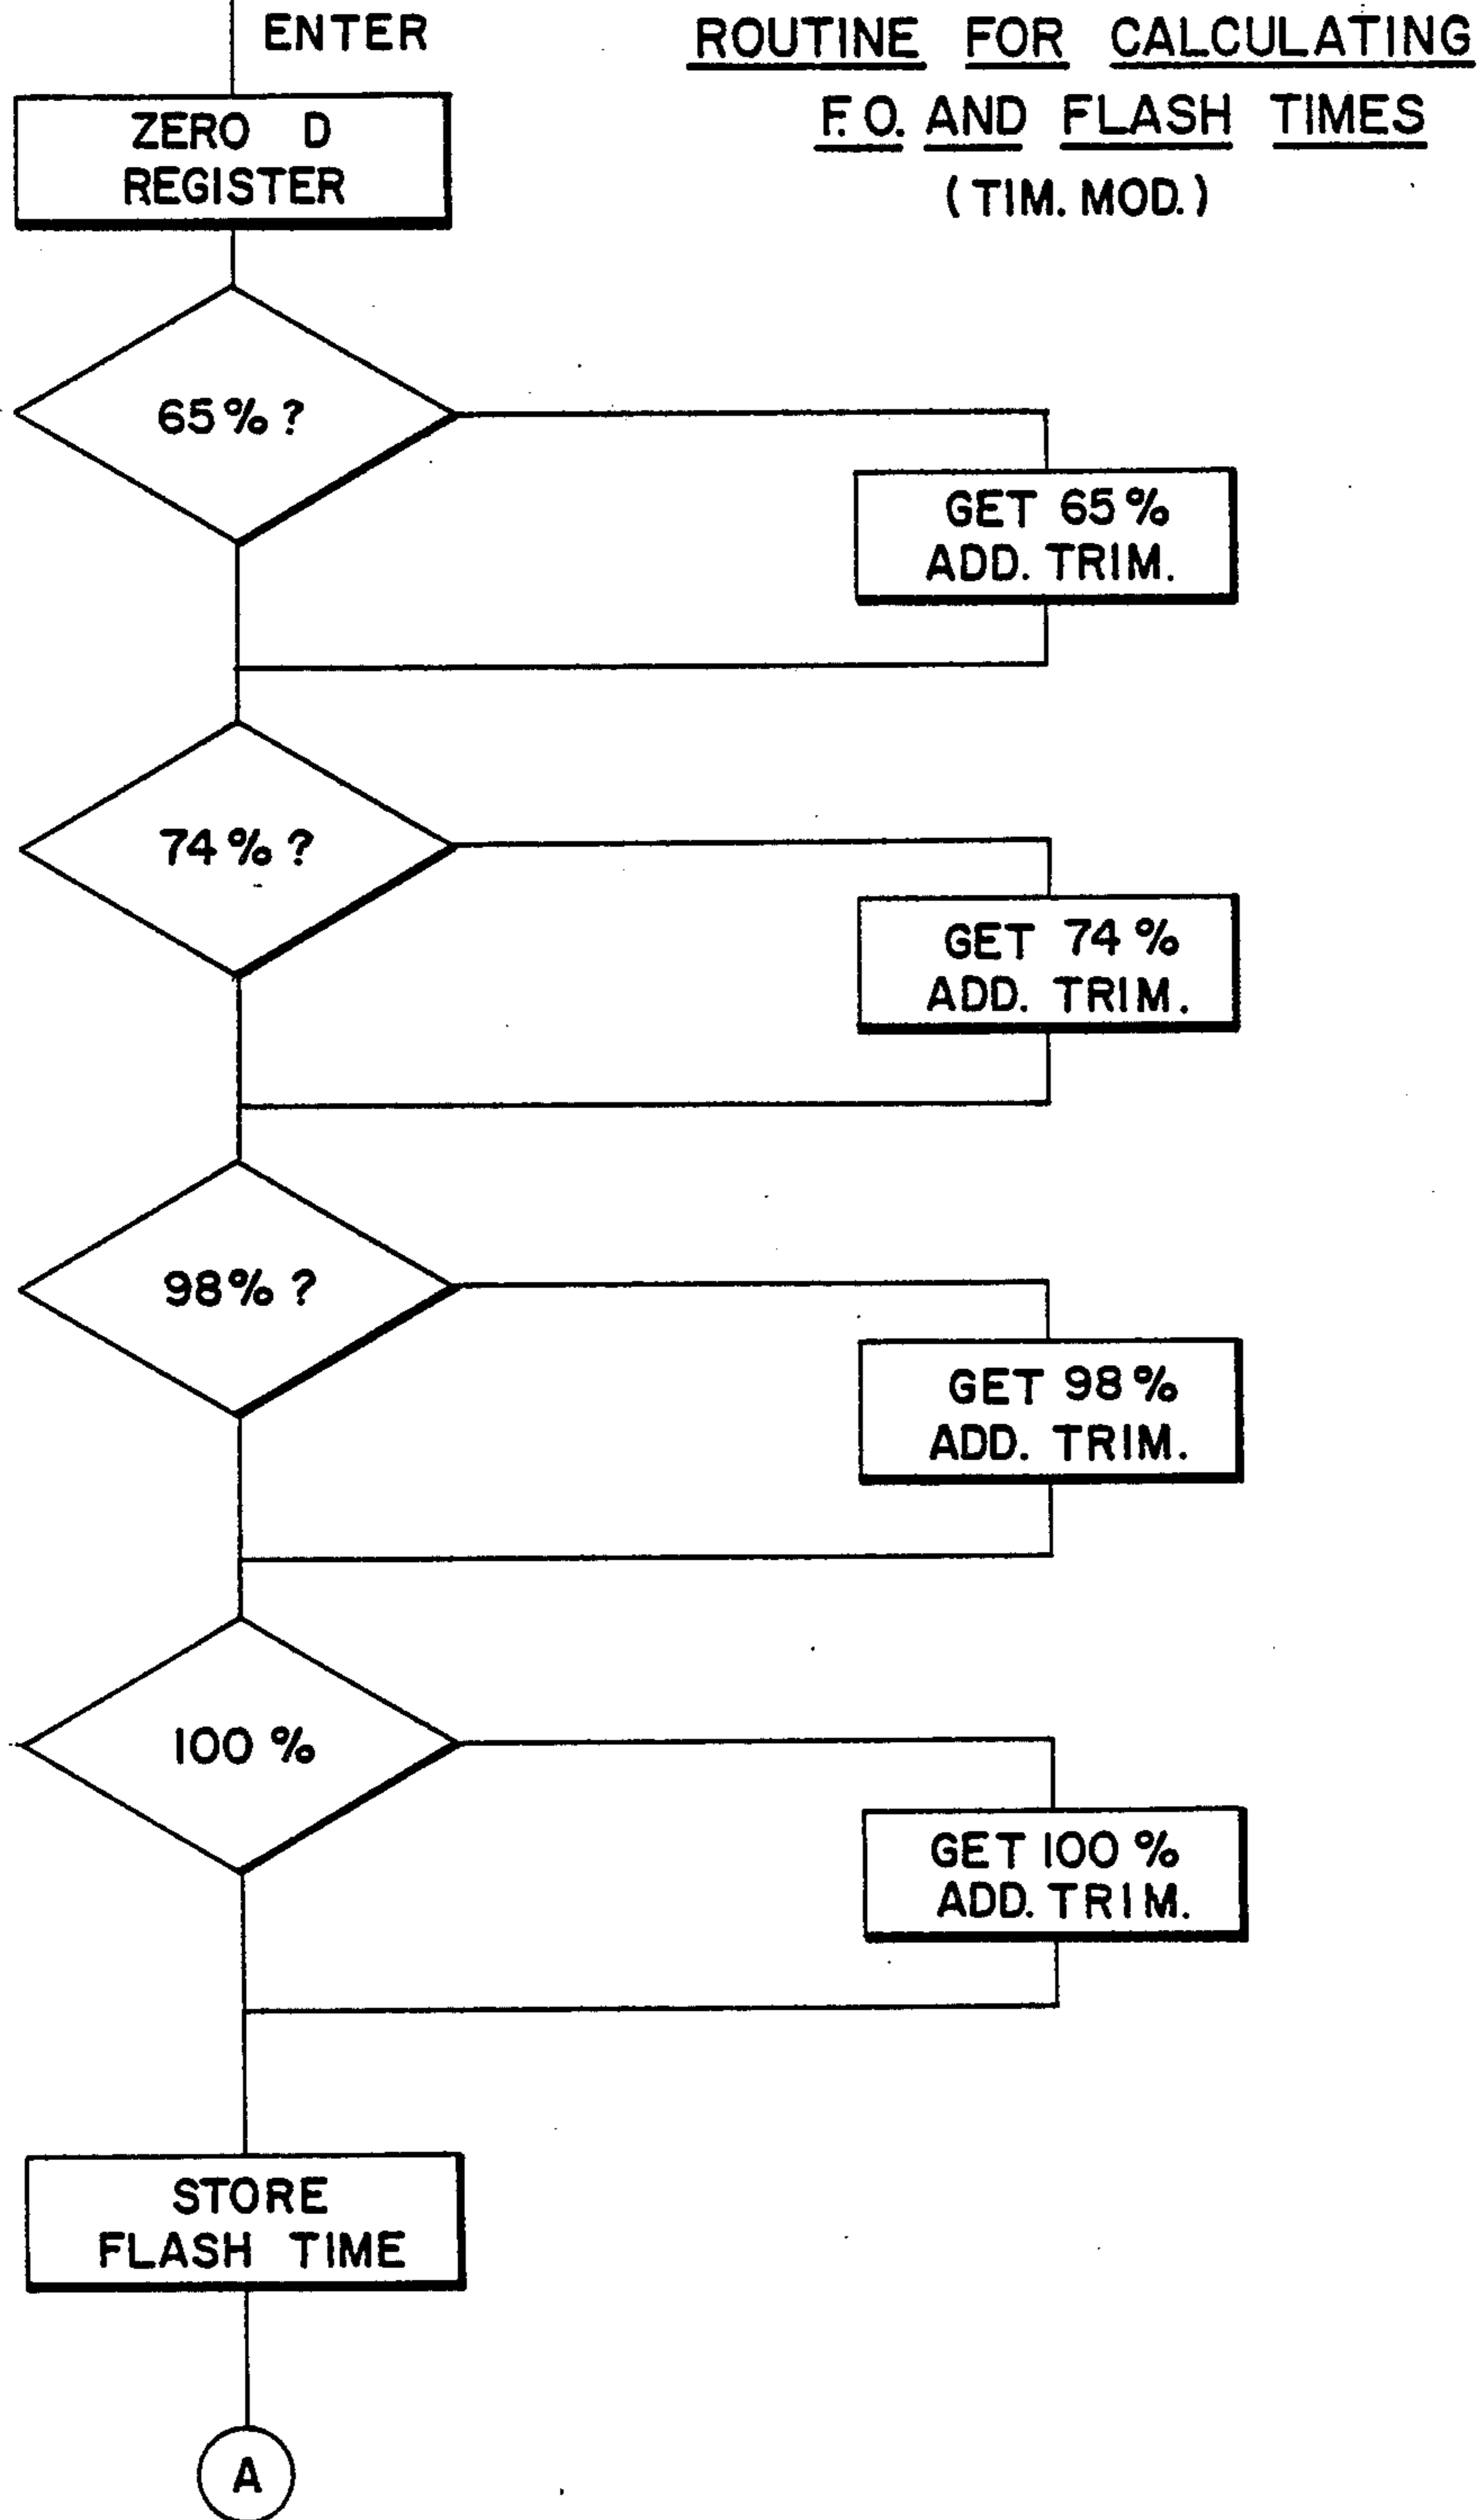 ENTER
ROUTINE FOR CALCULATING
F.O. AND FLASH TIMES
(TIM. MOD.)
ZERO D
REGISTER
65%?
GET 65%
ADD. TRIM.
74%?
GET 74%
ADD. TRIM.
98%?
GET 98%
ADD. TRIM.
100%
GET 100%
ADD. TRIM.
STORE
FLASH TIME
A